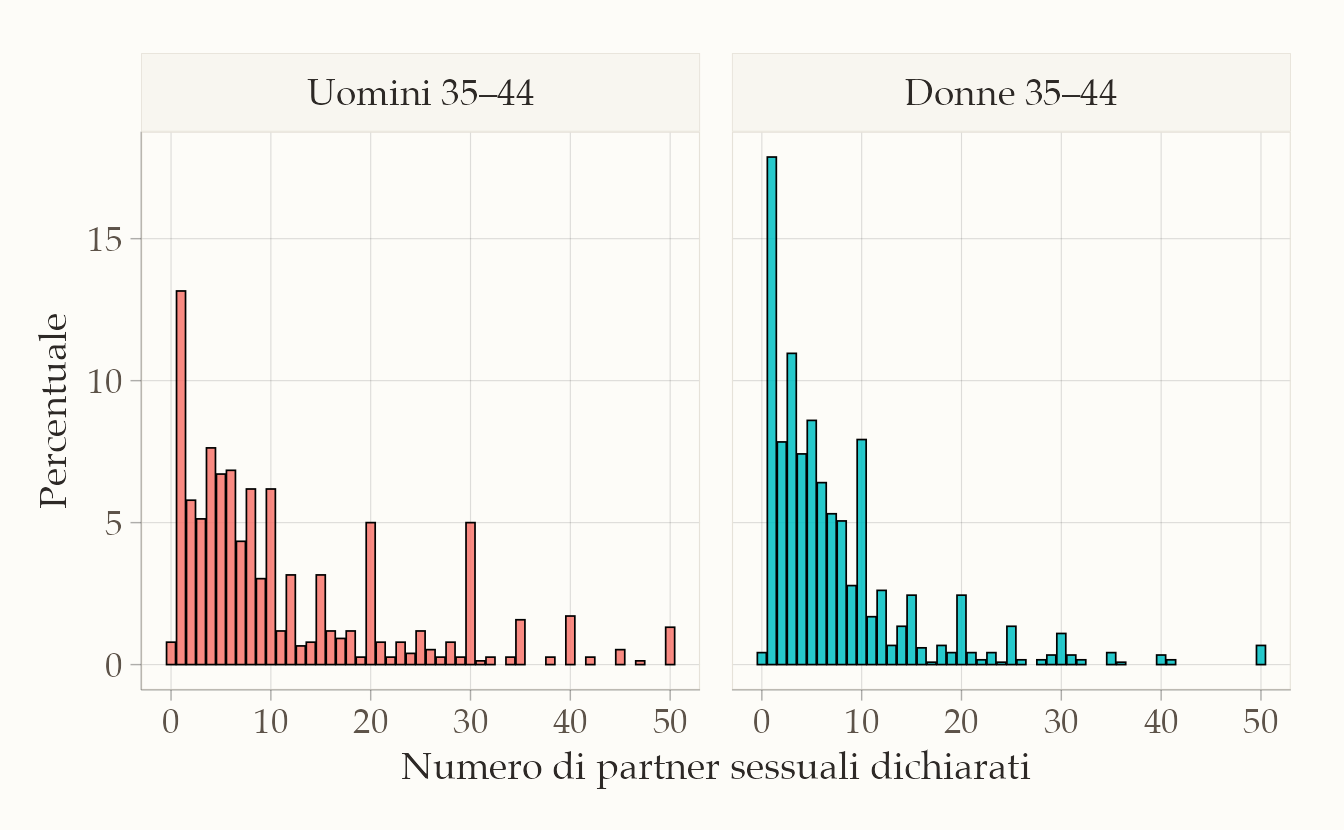 Uomini 35–44
Donne 35–44
Percentuale
15
10
5
0
0 10 20 30 40 50
0 10 20 30 40 50
Numero di partner sessuali dichiarati